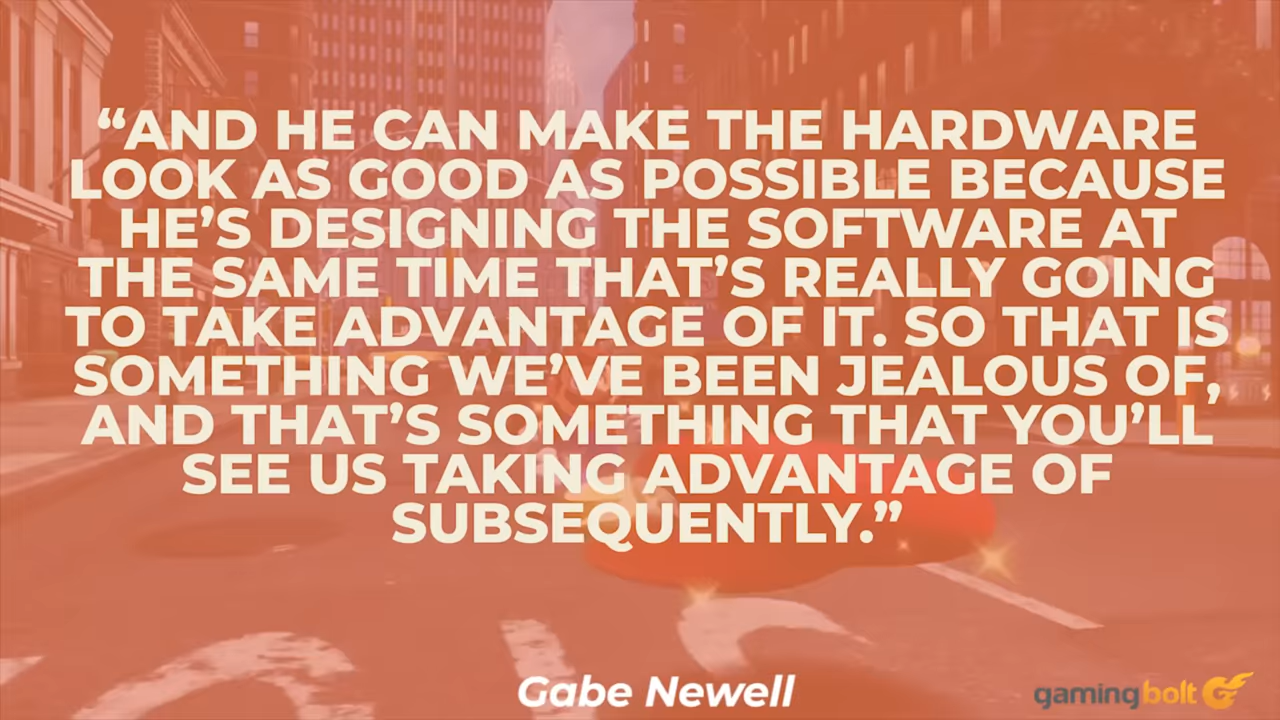 “AND HE CAN MAKE THE HARDWARE
LOOK AS GOOD AS POSSIBLE BECAUSE
HE’S DESIGNING THE SOFTWARE AT
THE SAME TIME THAT’S REALLY GOING
TO TAKE ADVANTAGE OF IT. SO THAT IS
SOMETHING WE’VE BEEN JEALOUS OF,
AND THAT’S SOMETHING THAT YOU’LL
SEE US TAKING ADVANTAGE OF
SUBSEQUENTLY.”
Gabe Newell
gamingbolt